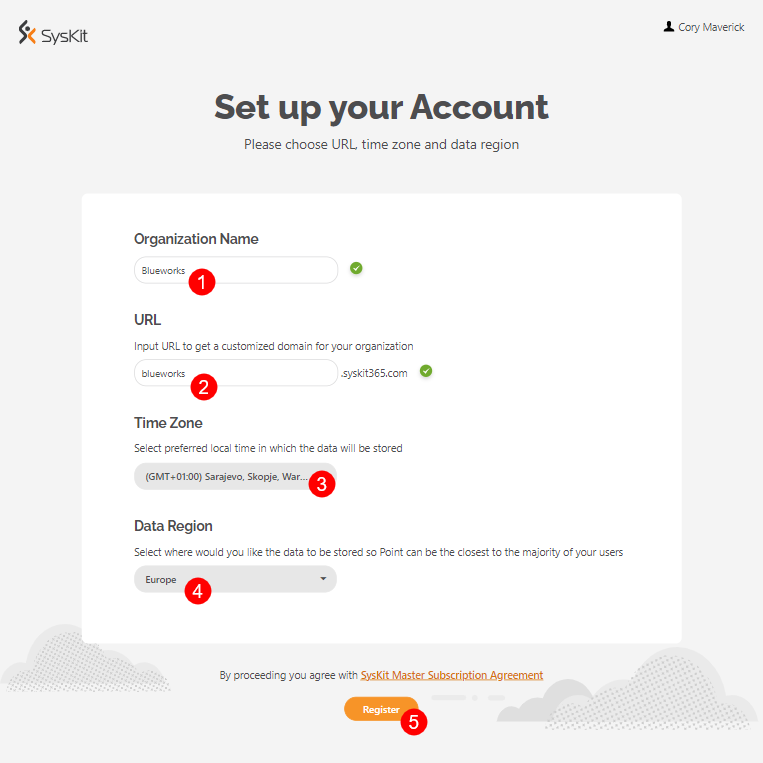 SysKit
Cory Maverick
Set up your Account
Please choose URL, time zone and data region
Organization Name
Blueworks
1
URL
Input URL to get a customized domain for your organization
blueworks
.syskit365.com
2
Time Zone
Select preferred local time in which the data will be stored
(GMT+01:00) Sarajevo, Skopje, War...
3
Data Region
Select where would you like the data to be stored so Point can be the closest to the majority of your users
Europe
4
By proceeding you agree with SysKit Master Subscription Agreement
Register
5